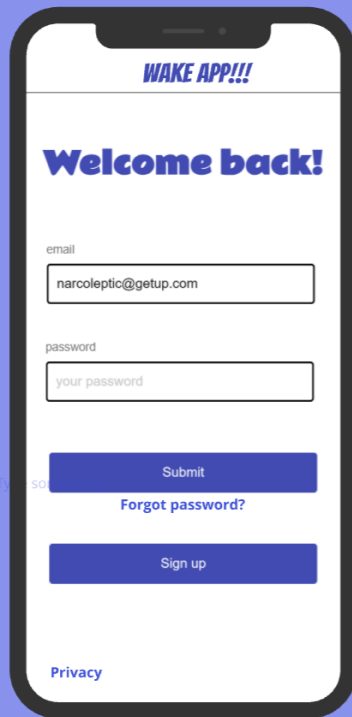 WAKE APP!!!
Welcome back!
email
narcoleptic@getup.com
password
your password
Submit
Forgot password?
Sign up
Privacy